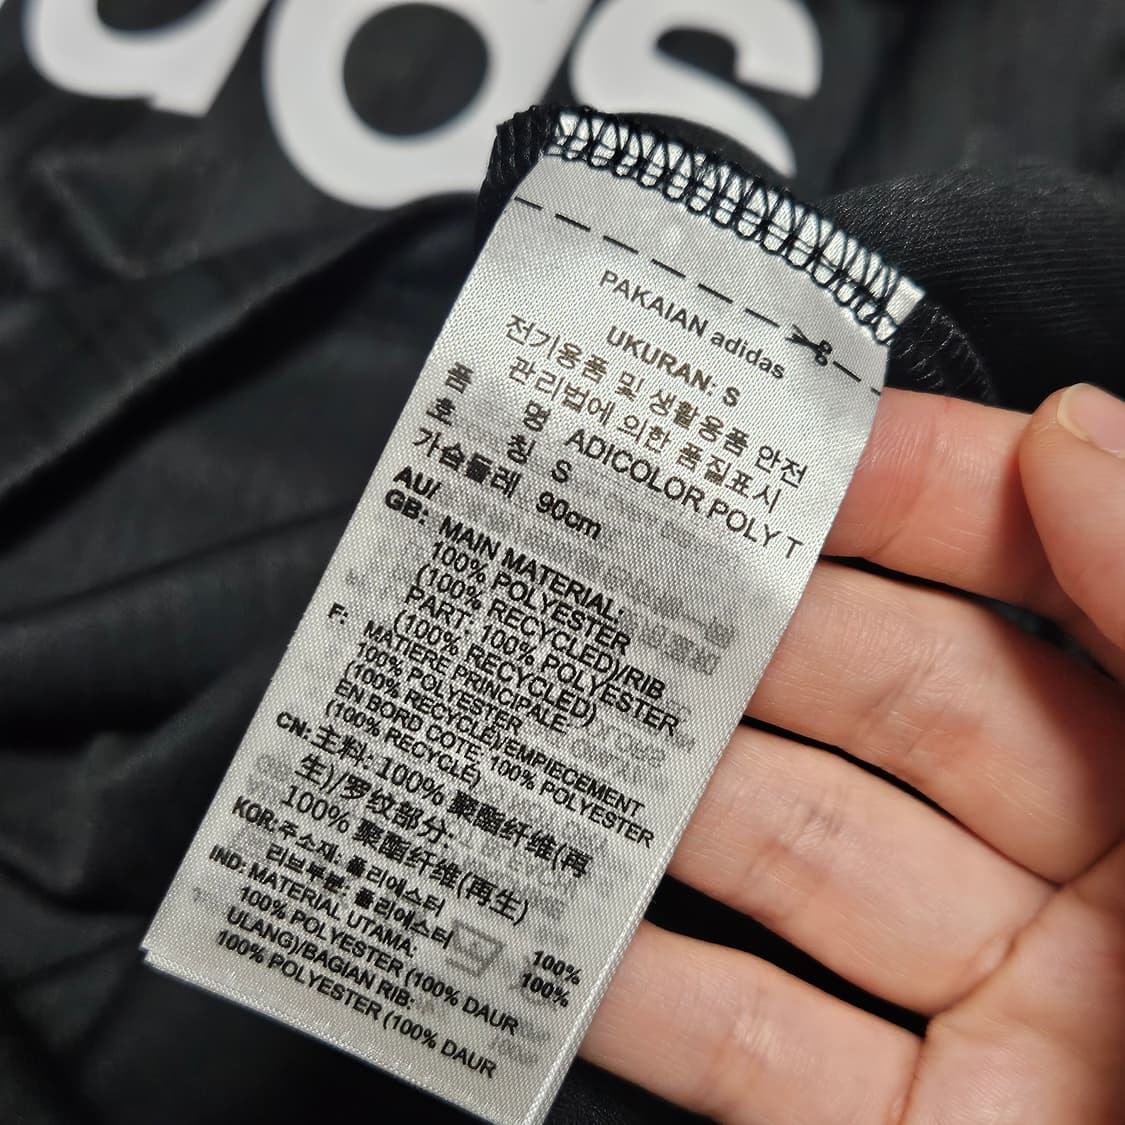 das
PAKAIAN adidas
UKURAN: S
전기용품 및 생활용품 안전
관리법에 의한 품질표시
품 명 ADICOLOR POLY T
호 칭 S
가슴둘레 90cm
AU/
GB: MAIN MATERIAL:
100% POLYESTER
(100% RECYCLED)/RIB
PART: 100% POLYESTER
(100% RECYCLED)
F: MATIÈRE PRINCIPALE:
100% POLYESTER
(100% RECYCLÉ)/EMPIECEMENT
EN BORD COTE: 100% POLYESTER
(100% RECYCLÉ)
CN: 主料: 100% 聚酯纤维(再
生)/罗纹部分:
100% 聚酯纤维(再生)
KOR: 주소재: 폴리에스터 100%
리브부분: 폴리에스터 100%
IND: MATERIAL UTAMA:
100% POLYESTER (100% DAUR
ULANG)/BAGIAN RIB:
100% POLYESTER (100% DAUR